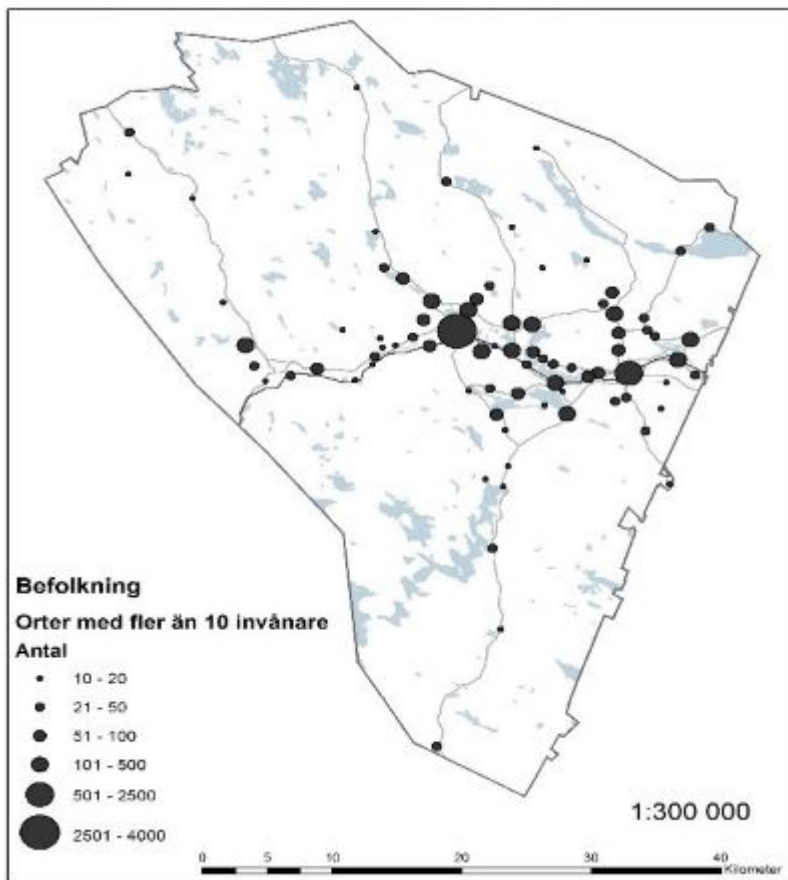 Befolkning
Orter med fler än 10 invånare
Antal
10 - 20
21 - 50
51 - 100
101 - 500
501 - 2500
2501 - 4000
1:300 000
0 10 20 30 40
Kilometer